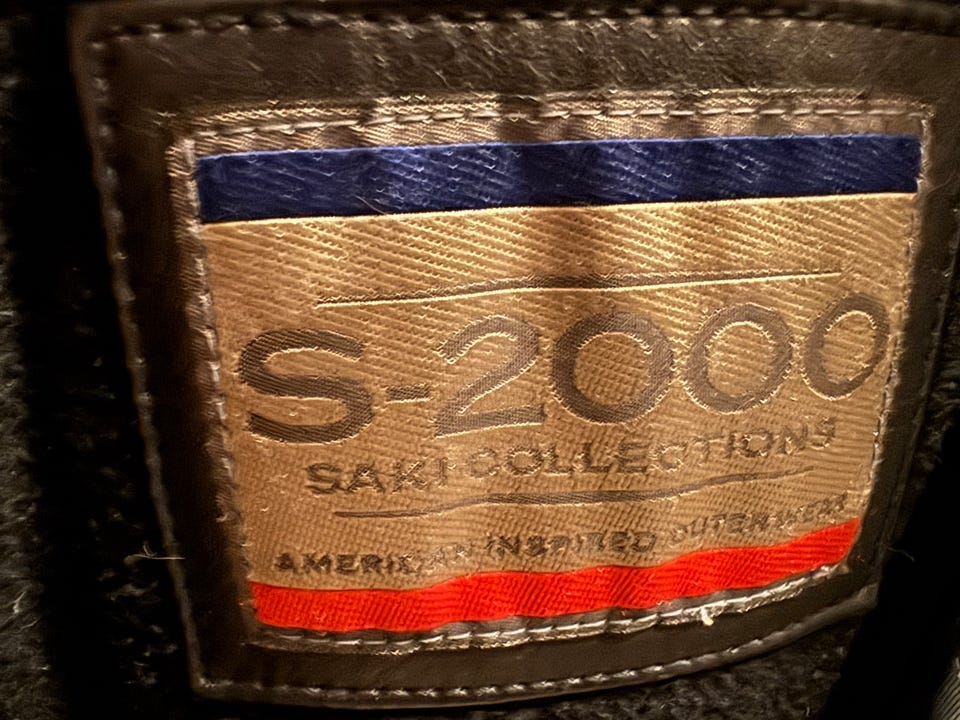 S-2000
SAKI COLLECTIONS
AMERICAN INSPIRED OUTERWEAR